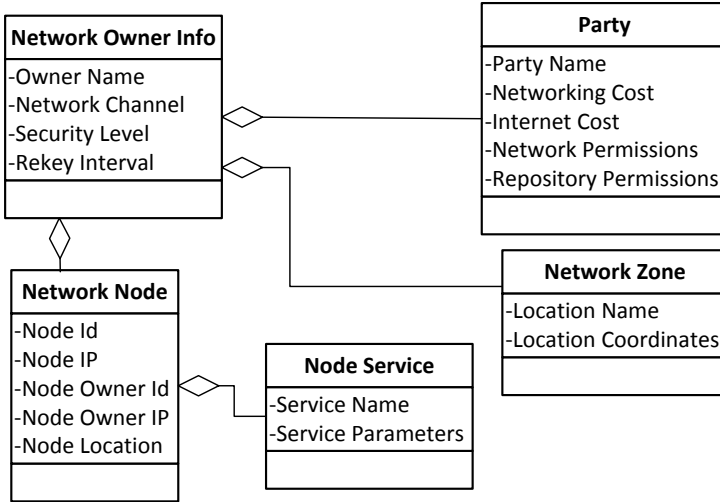 Network Owner Info
-Owner Name
-Network Channel
-Security Level
-Rekey Interval
Party
-Party Name
-Networking Cost
-Internet Cost
-Network Permissions
-Repository Permissions
Network Zone
-Location Name
-Location Coordinates
Network Node
-Node Id
-Node IP
-Node Owner Id
-Node Owner IP
-Node Location
Node Service
-Service Name
-Service Parameters